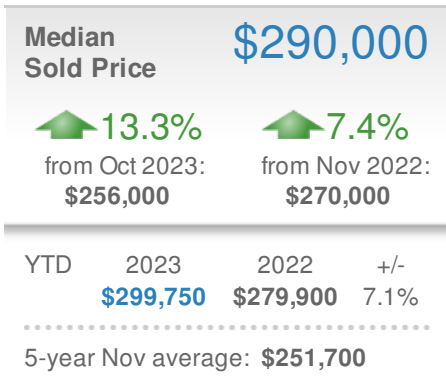 Median
Sold Price
$290,000
13.3%
7.4%
from Oct 2023:
from Nov 2022:
$256,000
$270,000
YTD 2023 2022 +/-
$299,750 $279,900 7.1%
5-year Nov average: $251,700